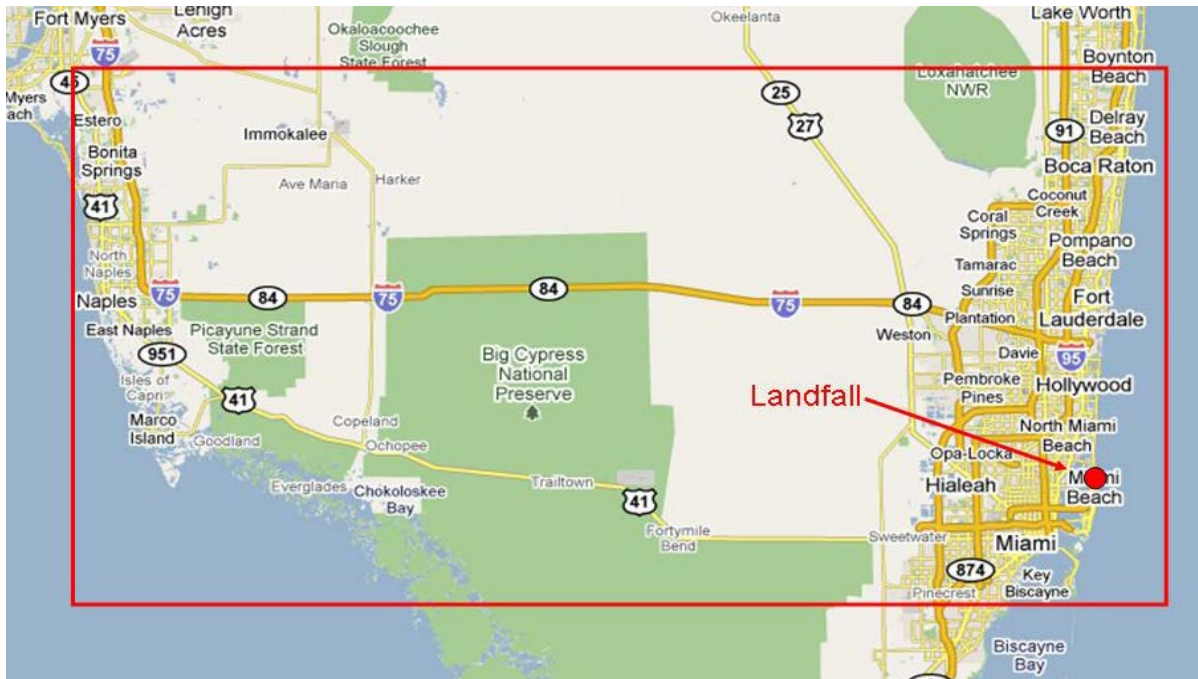 Fort Myers
Lehigh
Acres
Okaloacoochee
Slough
State Forest
Okeelanta
Lake Worth
75
Loxahatchee
NWR
Boynton
Beach
45
Myers
ach
25
27
91
Delray
Beach
Estero
Immokalee
Bonita
Springs
Boca Raton
Ave Maria
Harker
41
Coconut
Creek
Coral
Springs
Pompano
Beach
North
Naples
Tamarac
Naples
75
84
75
84
75
84
Sunrise
Fort
Lauderdale
Plantation
East Naples
Picayune Strand
State Forest
Weston
951
Big Cypress
National
Preserve
Davie
95
Isles of
Capri
41
Pembroke
Pines
Hollywood
Landfall
Marco
Island
Goodland
Copeland
Ochopee
North Miami
Beach
Opa-Locka
Everglades
Chokoloskee
Bay
Trailtown
41
Hialeah
Beach
Fortymile
Bend
Sweetwater
Miami
874
Key
Biscayne
Pinecrest
Biscayne
Bay